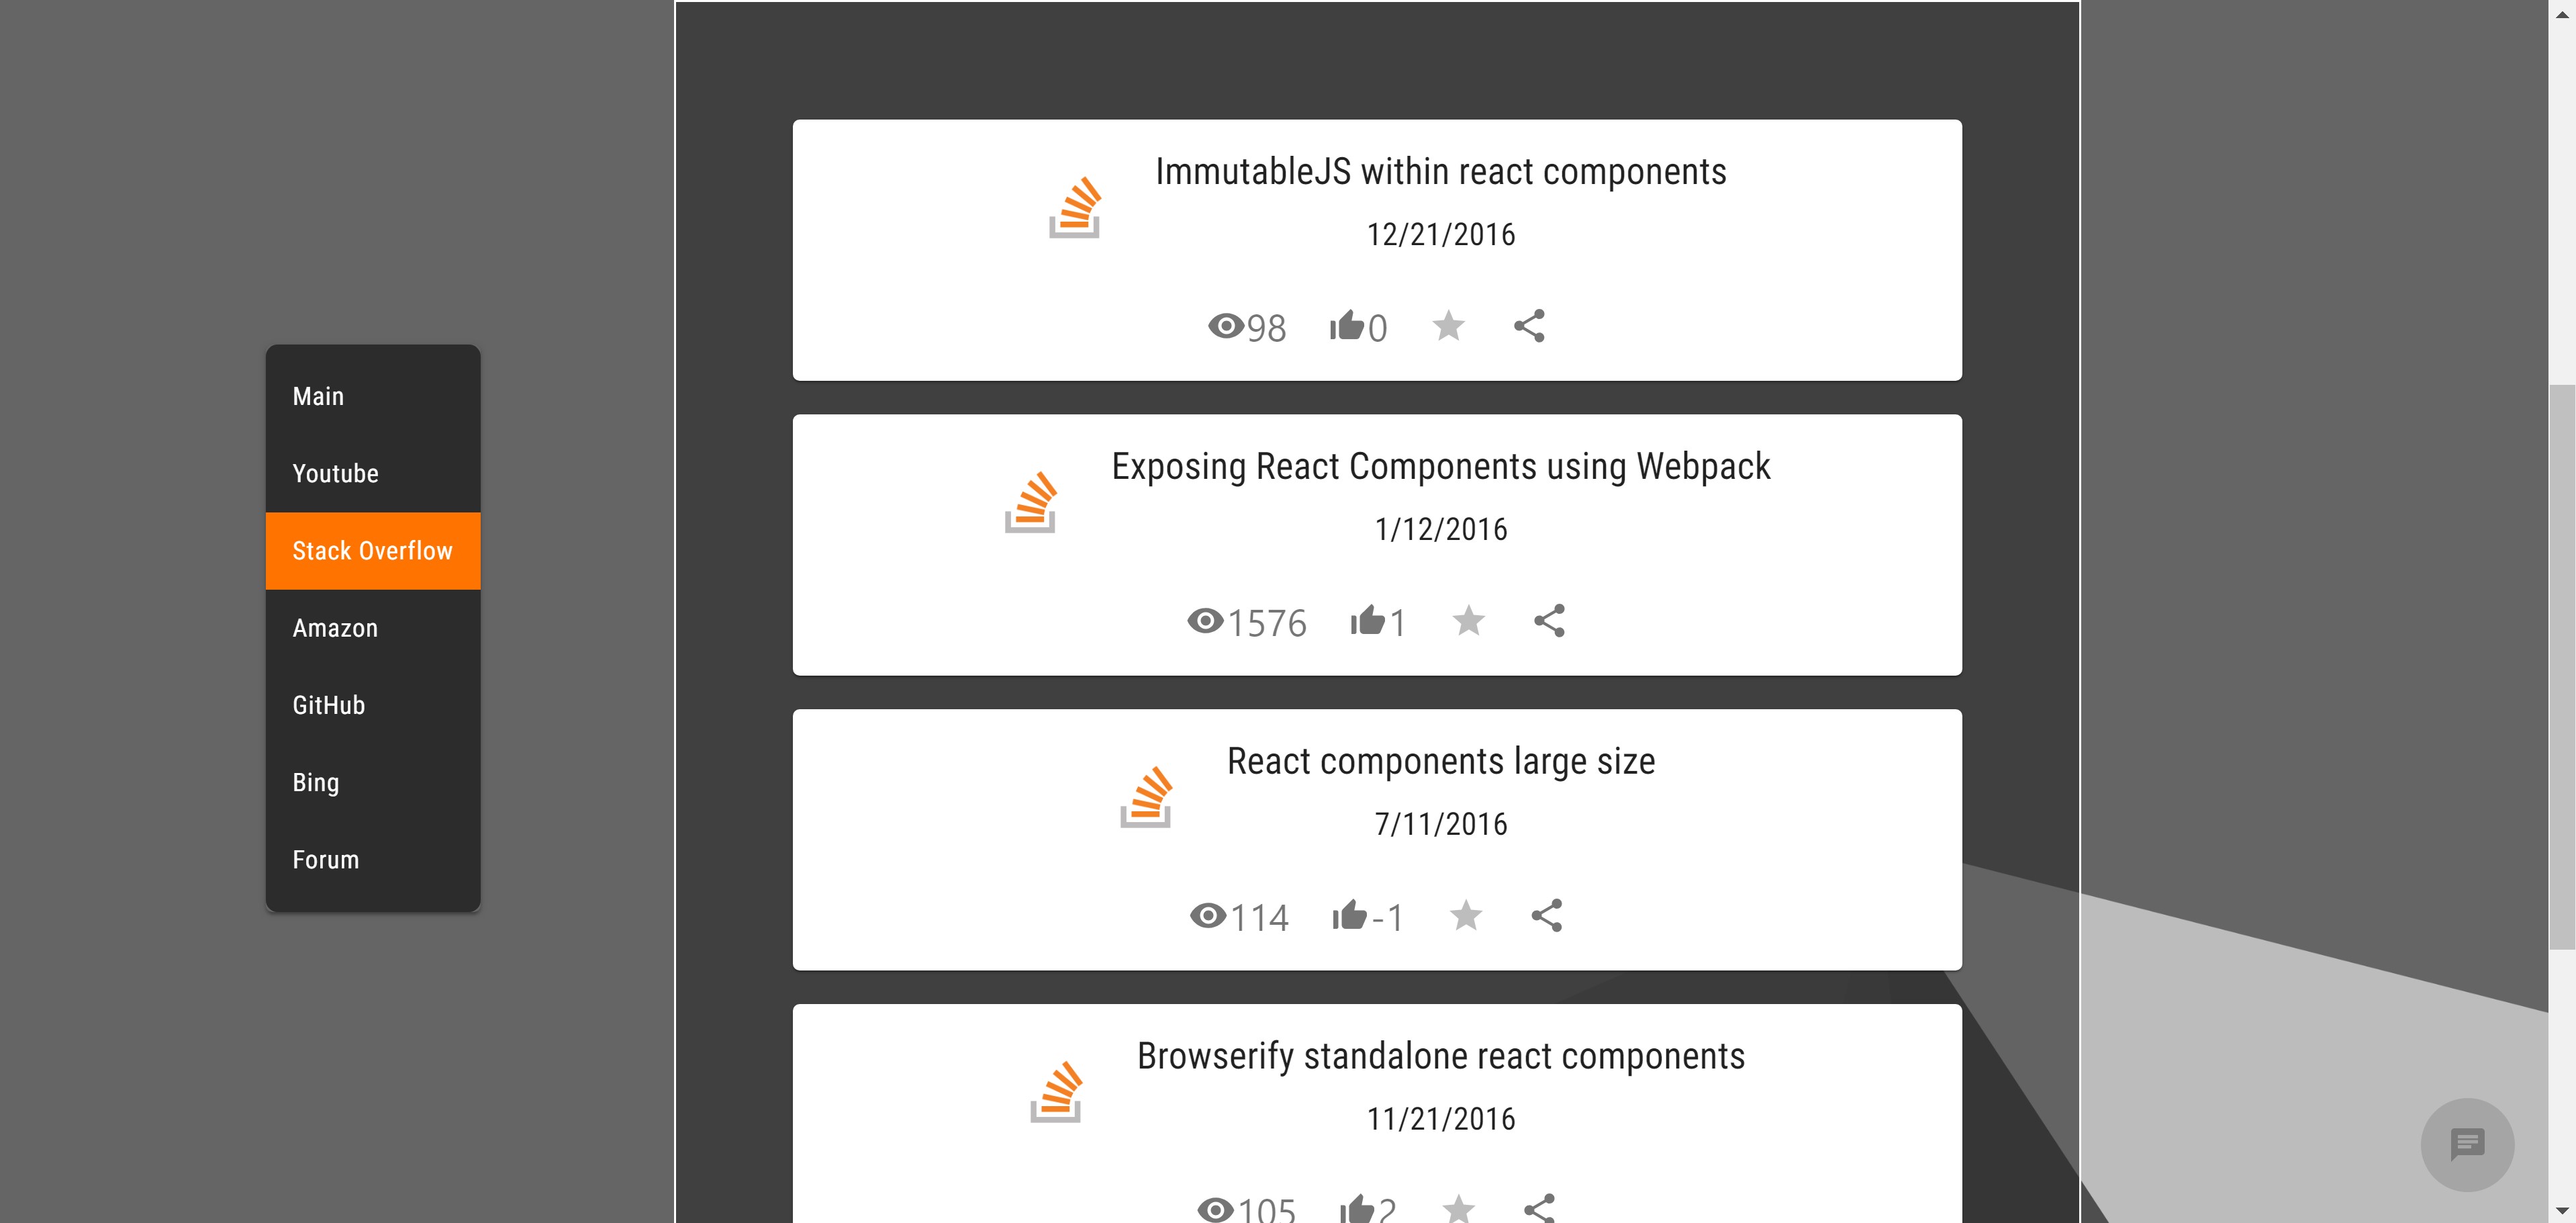 Main
Youtube
Stack Overflow
Amazon
GitHub
Bing
Forum
ImmutableJS within react components
12/21/2016
98 0
Exposing React Components using Webpack
1/12/2016
1576 1
React components large size
7/11/2016
114 -1
Browserify standalone react components
11/21/2016
105 2